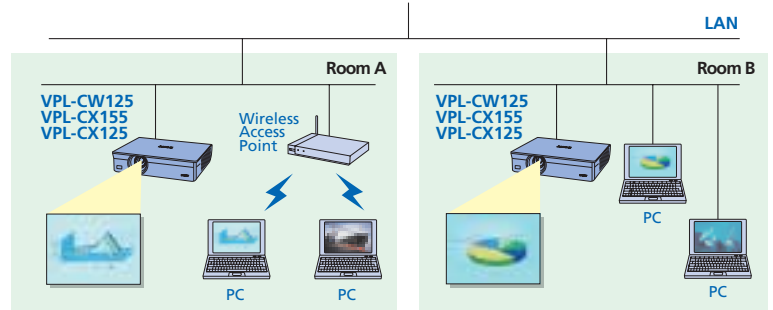 LAN
Room A
VPL-CW125
VPL-CX155
VPL-CX125
Wireless
Access
Point
PC
PC
Room B
VPL-CW125
VPL-CX155
VPL-CX125
PC
PC